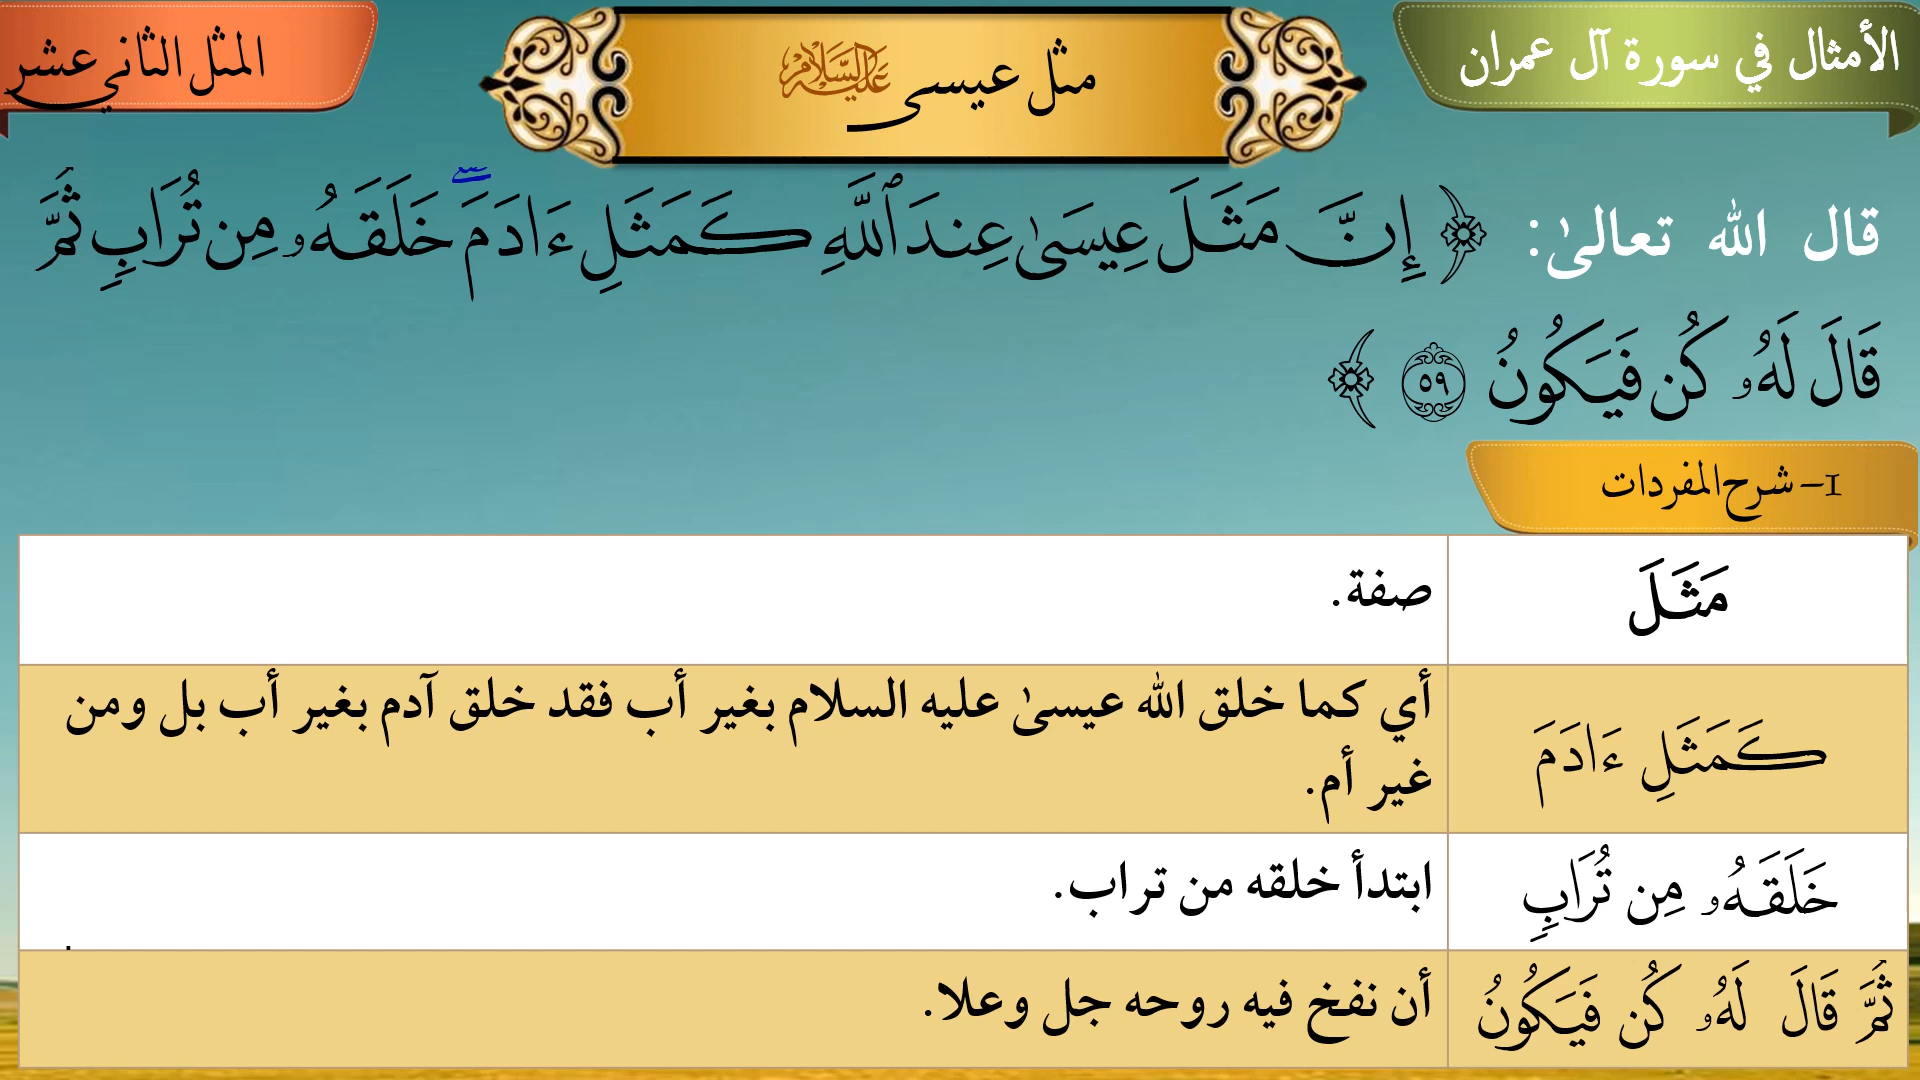 الأمثال في سورة آل عمران
مثل عيسى عليه السلام
المثل الثاني عشر
قال الله تعالىٰ: ﴿ إِنَّ مَثَلَ عِيسَىٰ عِندَ ٱللَّهِ كَمَثَلِ ءَادَمَۖ خَلَقَهُۥ مِن تُرَابٍ ثُمَّ
قَالَ لَهُۥ كُن فَيَكُونُ ٥٩ ﴾
1- شرح المفردات
مَثَلَ
صفة.
كَمَثَلِ ءَادَمَ
أي كما خلق الله عيسىٰ عليه السلام بغير أب فقد خلق آدم بغير أب بل ومن
غير أم.
خَلَقَهُۥ مِن تُرَابٍ
ابتدأ خلقه من تراب.
ثُمَّ قَالَ لَهُۥ كُن فَيَكُونُ
أن نفخ فيه روحه جل وعلا.